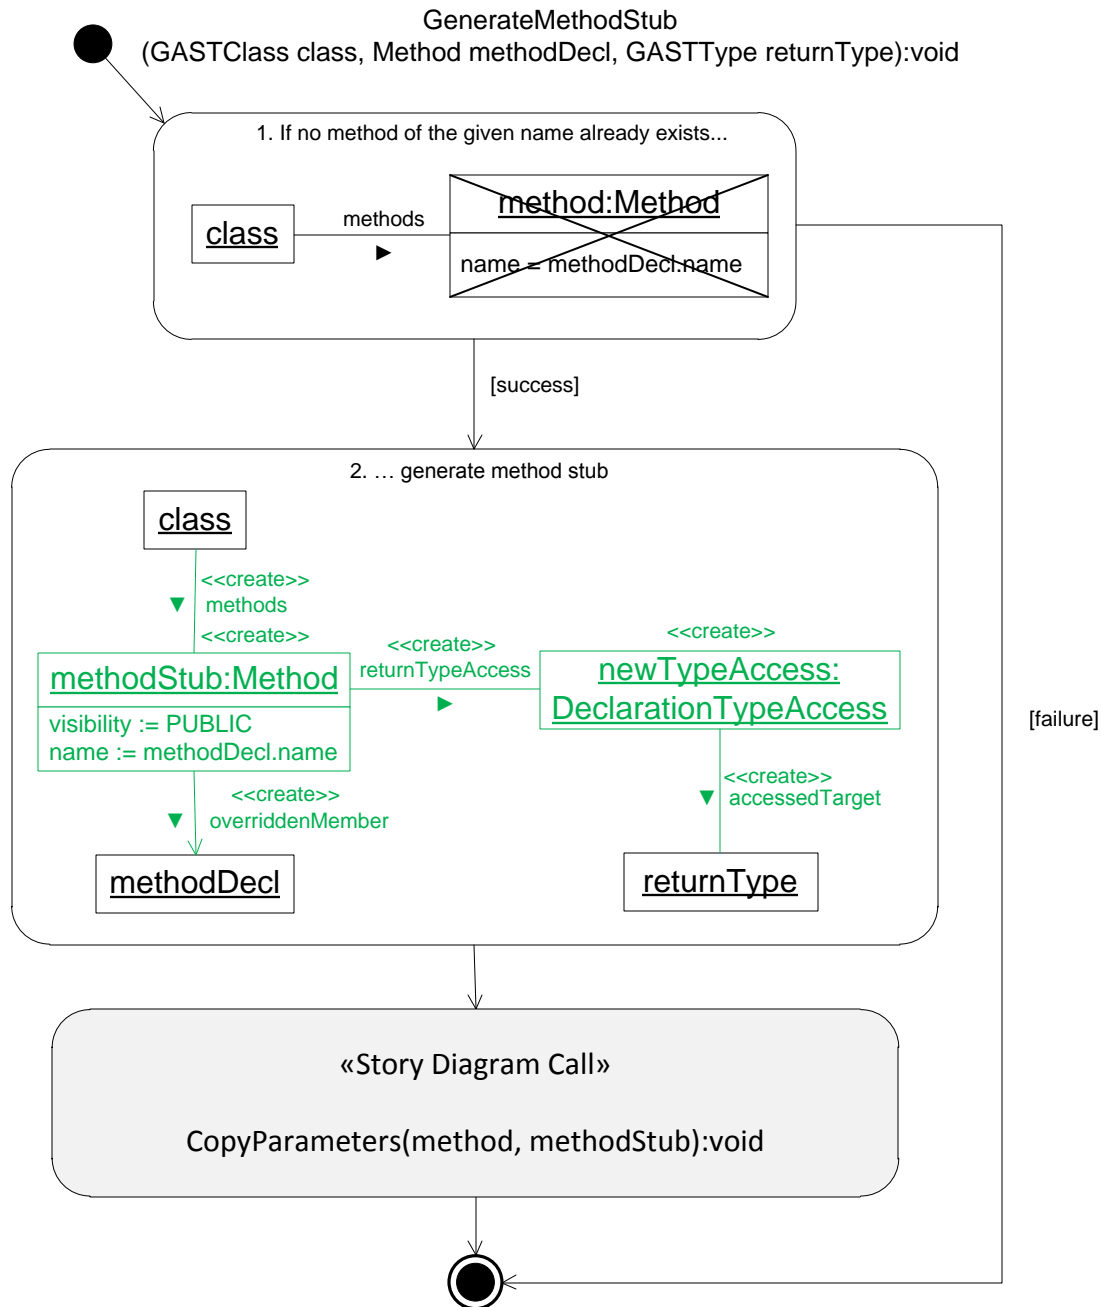 GenerateMethodStub
(GASTClass class, Method methodDecl, GASTType returnType):void
1. If no method of the given name already exists...
class
methods
►
method:Method
name = methodDecl.name
[success]
[failure]
2. … generate method stub
class
<<create>>
▼ methods
<<create>>
methodStub:Method
visibility := PUBLIC
name := methodDecl.name
<<create>>
returnTypeAccess
►
<<create>>
newTypeAccess:
DeclarationTypeAccess
<<create>>
▼ overriddenMember
<<create>>
▼ accessedTarget
methodDecl
returnType
«Story Diagram Call»
CopyParameters(method, methodStub):void